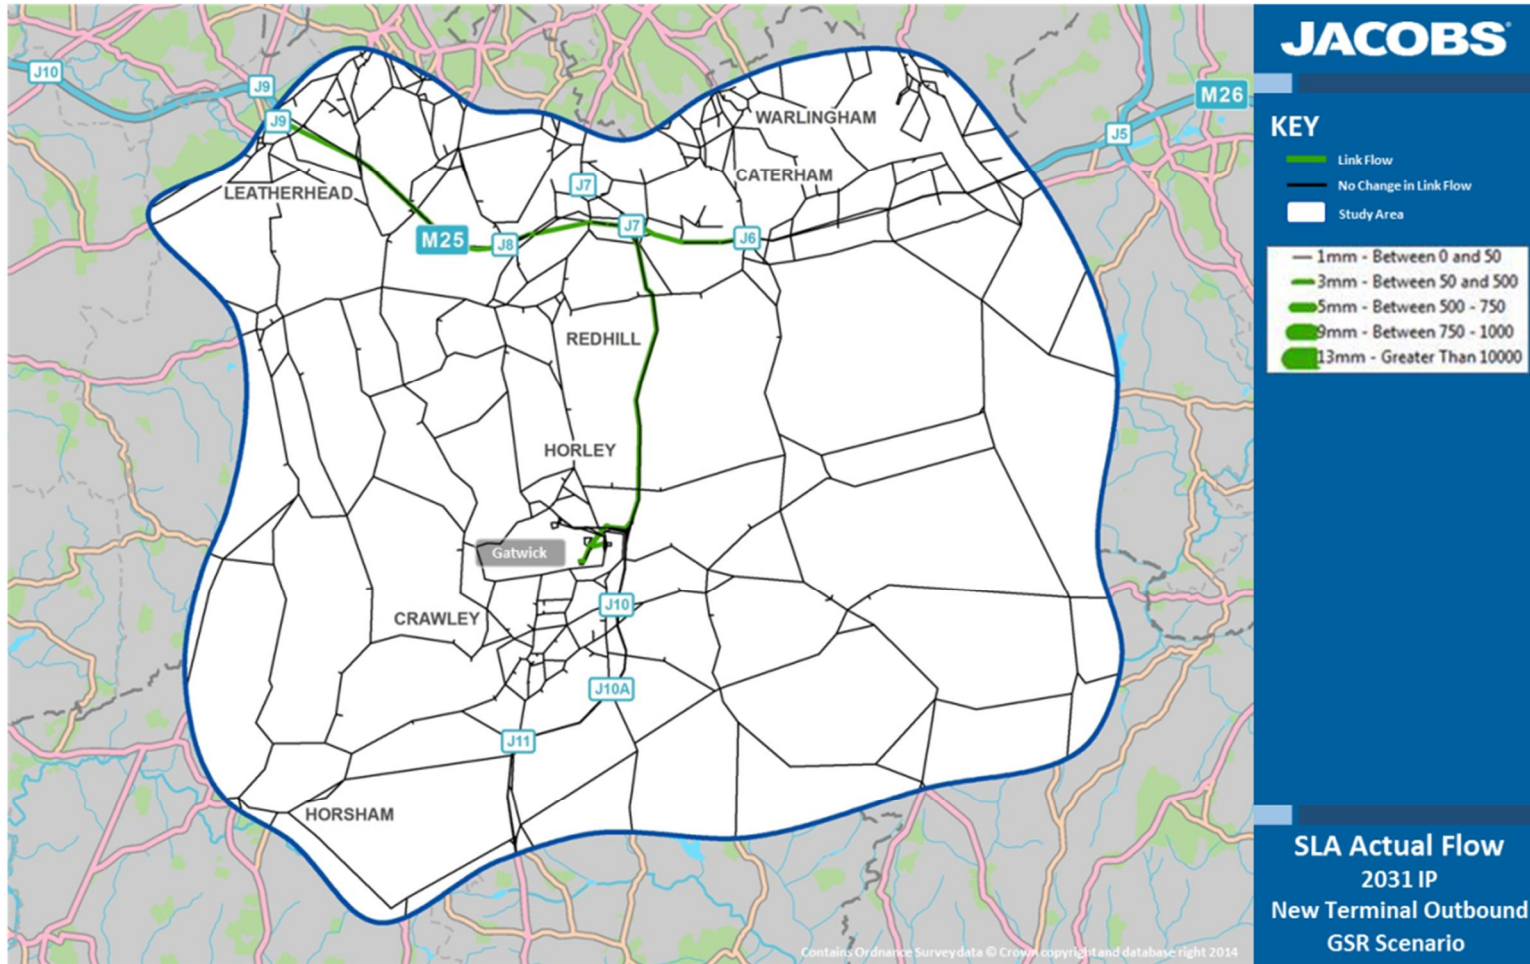 J10
J9
J9
LEATHERHEAD
M25
J8
J7
J7
J6
WARLINGHAM
CATERHAM
J5
M26
REDHILL
HORLEY
Gatwick
CRAWLEY
J10
J10A
J11
HORSHAM
Contains Ordnance Survey data © Crown copyright and database right 2014
JACOBS
KEY
Link Flow
No Change in Link Flow
Study Area
1mm - Between 0 and 50
3mm - Between 50 and 500
5mm - Between 500 - 750
9mm - Between 750 - 1000
13mm - Greater Than 10000
SLA Actual Flow
2031 IP
New Terminal Outbound
GSR Scenario